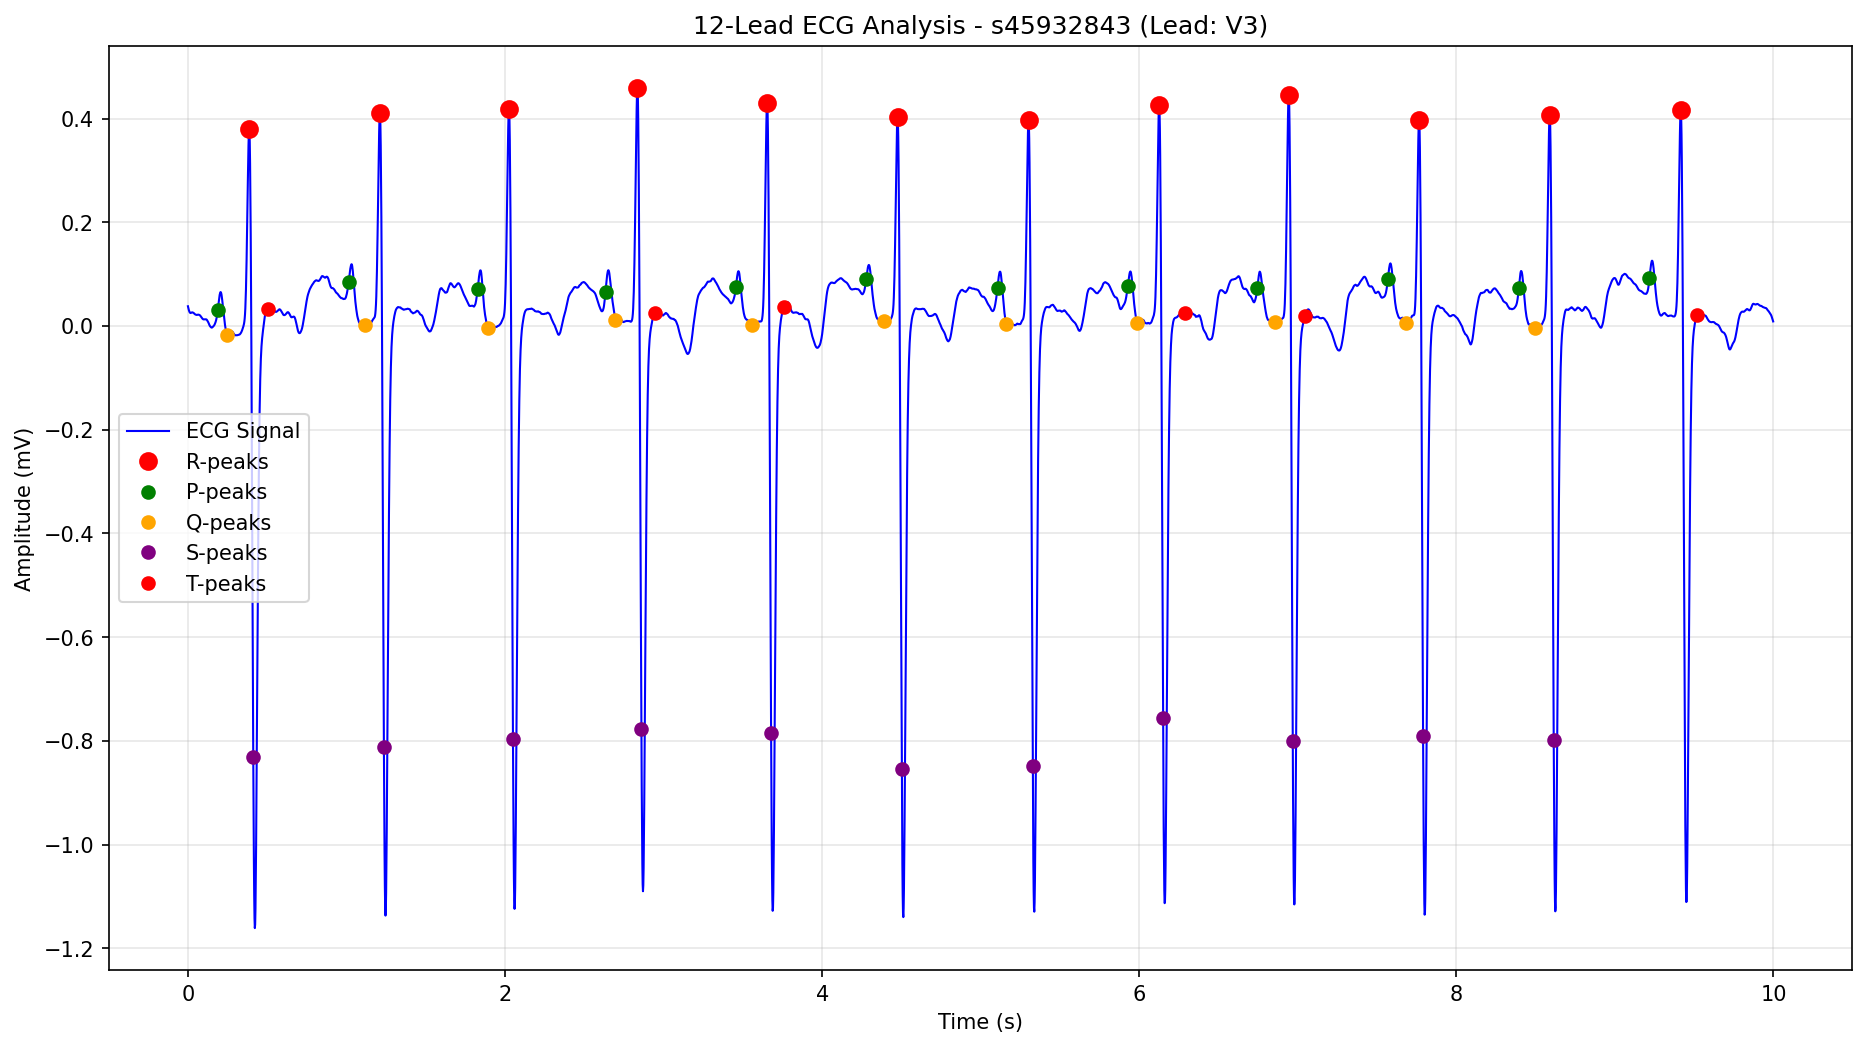 12-Lead ECG Analysis - s45932843 (Lead: V3)
Amplitude (mV)
0.4
0.2
0.0
−0.2
−0.4
−0.6
−0.8
−1.0
−1.2
ECG Signal
R-peaks
P-peaks
Q-peaks
S-peaks
T-peaks
0 2 4 6 8 10
Time (s)